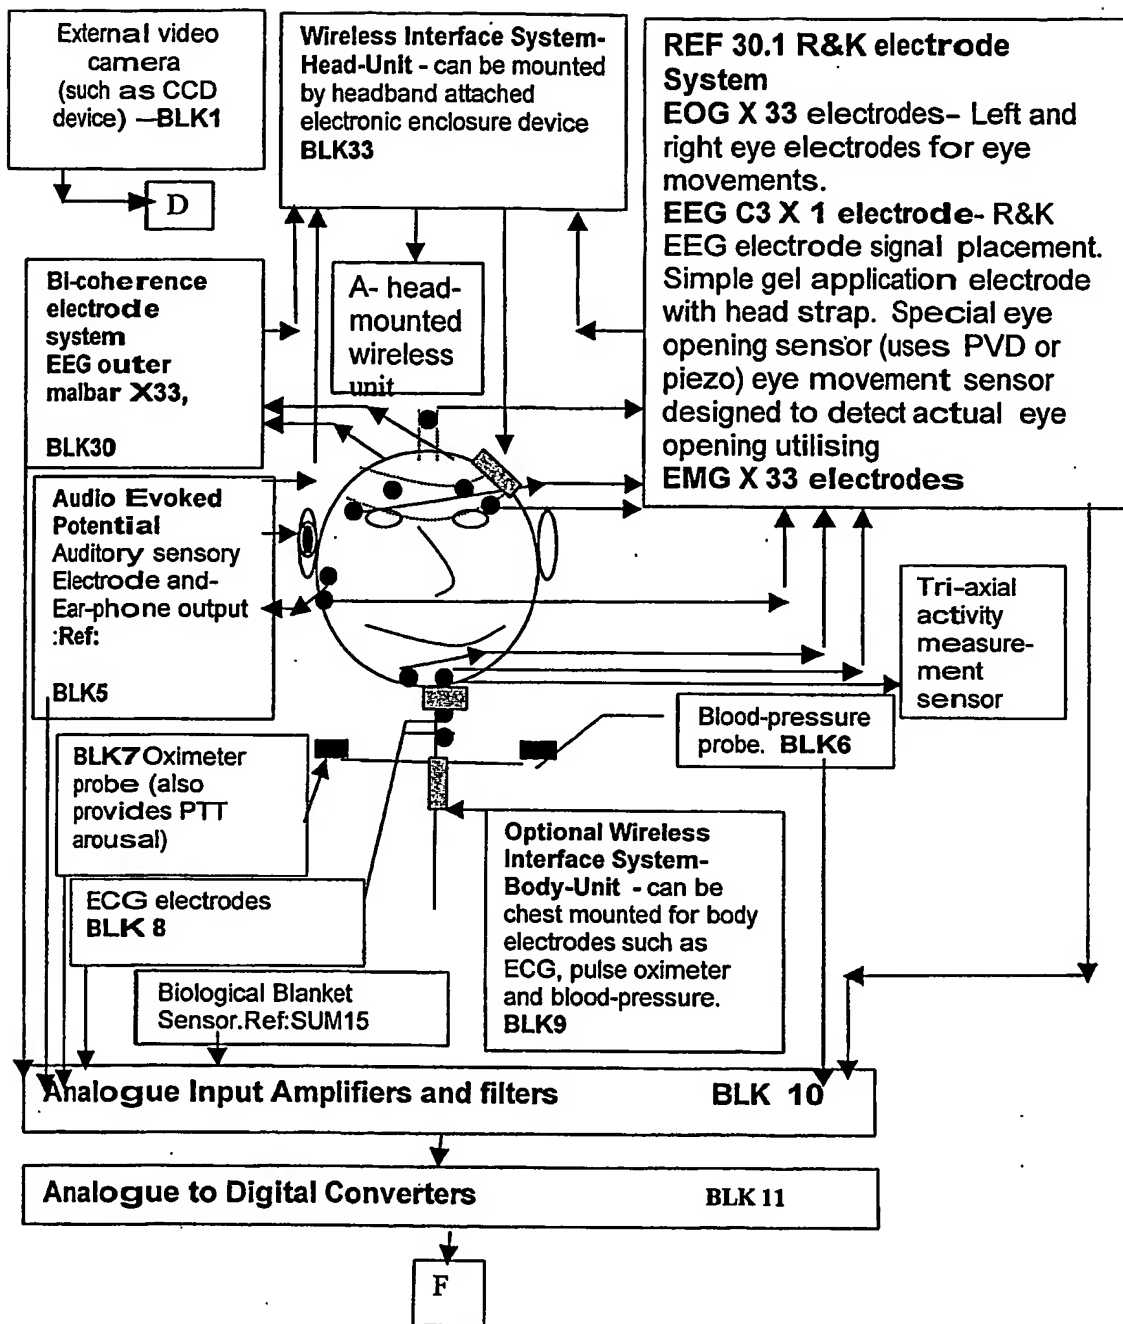 External video
camera
(such as CCD
device) —BLK1
D
Wireless Interface System-
Head-Unit - can be mounted
by headband attached
electronic enclosure device
BLK33
REF 30.1 R&K electrode
System
EOG X 33 electrodes– Left and
right eye electrodes for eye
movements.
EEG C3 X 1 electrode- R&K
EEG electrode signal placement.
Simple gel application electrode
with head strap. Special eye
opening sensor (uses PVD or
piezo) eye movement sensor
designed to detect actual eye
opening utilising
EMG X 33 electrodes
Bi-coherence
electrode
system
EEG outer
malbar X33,
BLK30
A- head-
mounted
wireless
unit
Audio Evoked
Potential
Auditory sensory
Electrode and-
Ear-phone output
:Ref:
BLK5
Tri-axial
activity
measure-
ment
sensor
Blood-pressure
probe. BLK6
BLK7 Oximeter
probe (also
provides PTT
arousal)
ECG electrodes
BLK 8
Optional Wireless
Interface System-
Body-Unit - can be
chest mounted for body
electrodes such as
ECG, pulse oximeter
and blood-pressure.
BLK9
Biological Blanket
Sensor.Ref:SUM15
Analogue Input Amplifiers and filters BLK 10
Analogue to Digital Converters BLK 11
F